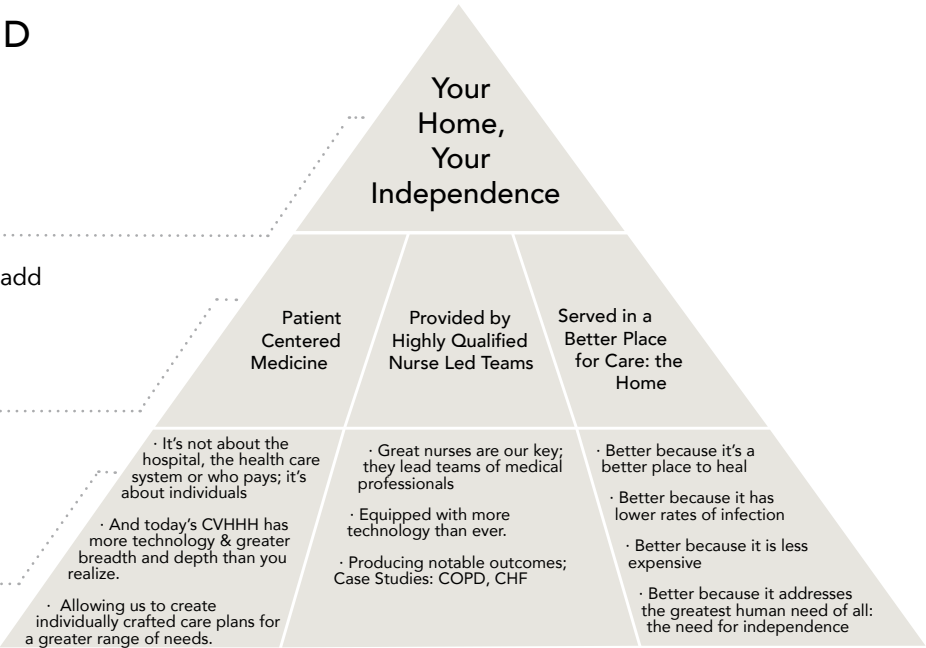 D
Your
Home,
Your
Independence
add
Patient
Centered
Medicine
Provided by
Highly Qualified
Nurse Led Teams
Served in a
Better Place
for Care: the
Home
· It’s not about the
hospital, the health care
system or who pays; it’s
about individuals
· And today’s CVHHH has
more technology & greater
breadth and depth than you
realize.
· Allowing us to create
individually crafted care plans for
a greater range of needs.
· Great nurses are our key;
they lead teams of medical
professionals
· Equipped with more
technology than ever.
· Producing notable outcomes;
Case Studies: COPD, CHF
· Better because it’s a
better place to heal
· Better because it has
lower rates of infection
· Better because it is less
expensive
· Better because it addresses
the greatest human need of all:
the need for independence